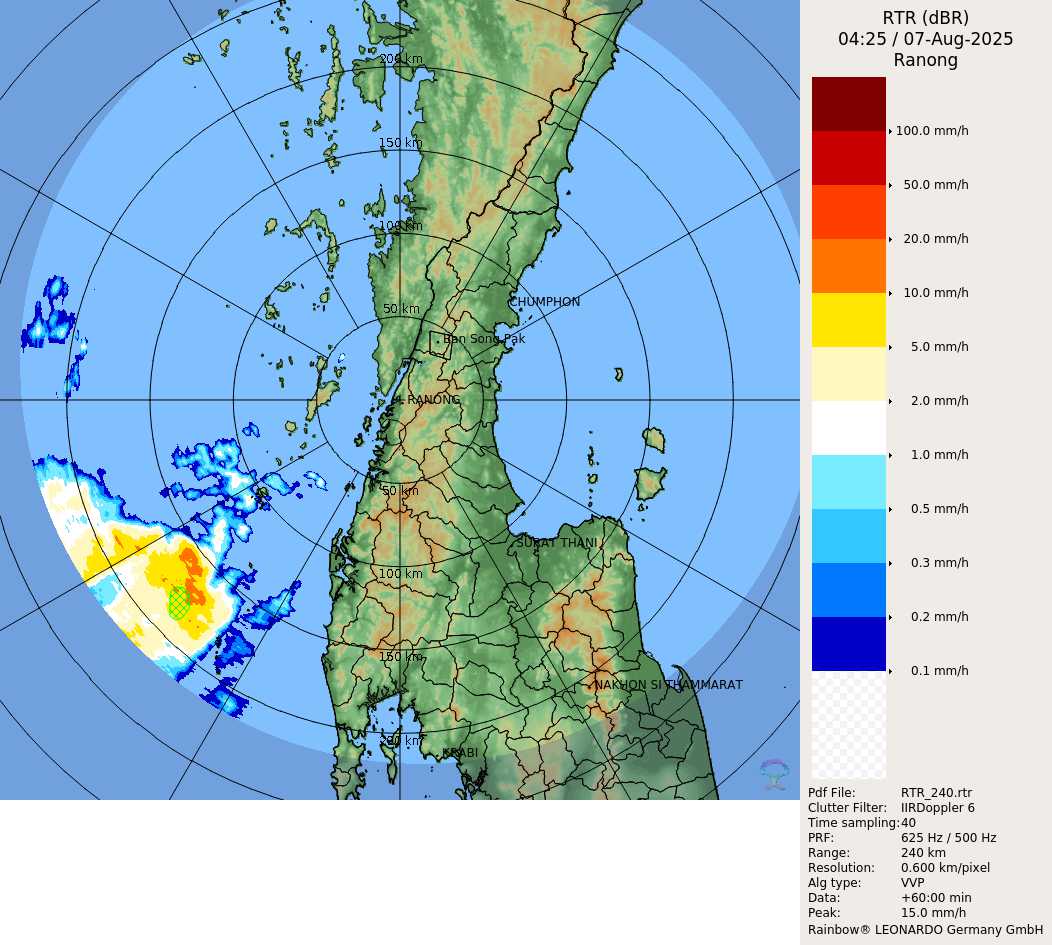 RTR (dBR)
04:25 / 07-Aug-2025
Ranong
200 km
150 km
100 km
50 km
CHUMPHON
Ban Song Pak
RANONG
50 km
SURAT THANI
100 km
150 km
NAKHON SI THAMMARAT
200 km
KRABI
100.0 mm/h
50.0 mm/h
20.0 mm/h
10.0 mm/h
5.0 mm/h
2.0 mm/h
1.0 mm/h
0.5 mm/h
0.3 mm/h
0.2 mm/h
0.1 mm/h
Pdf File: RTR_240.rtr
Clutter Filter: IIRDoppler 6
Time sampling:40
PRF: 625 Hz / 500 Hz
Range: 240 km
Resolution: 0.600 km/pixel
Alg type: VVP
Data: +60:00 min
Peak: 15.0 mm/h
Rainbow® LEONARDO Germany GmbH